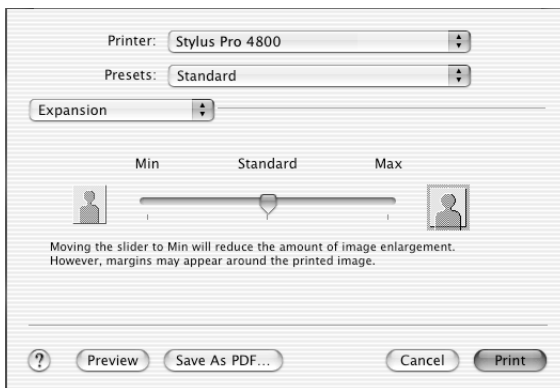 Printer: Stylus Pro 4800
Presets: Standard
Expansion
Min Standard Max
Moving the slider to Min will reduce the amount of image enlargement.
However, margins may appear around the printed image.
? Preview Save As PDF... Cancel Print